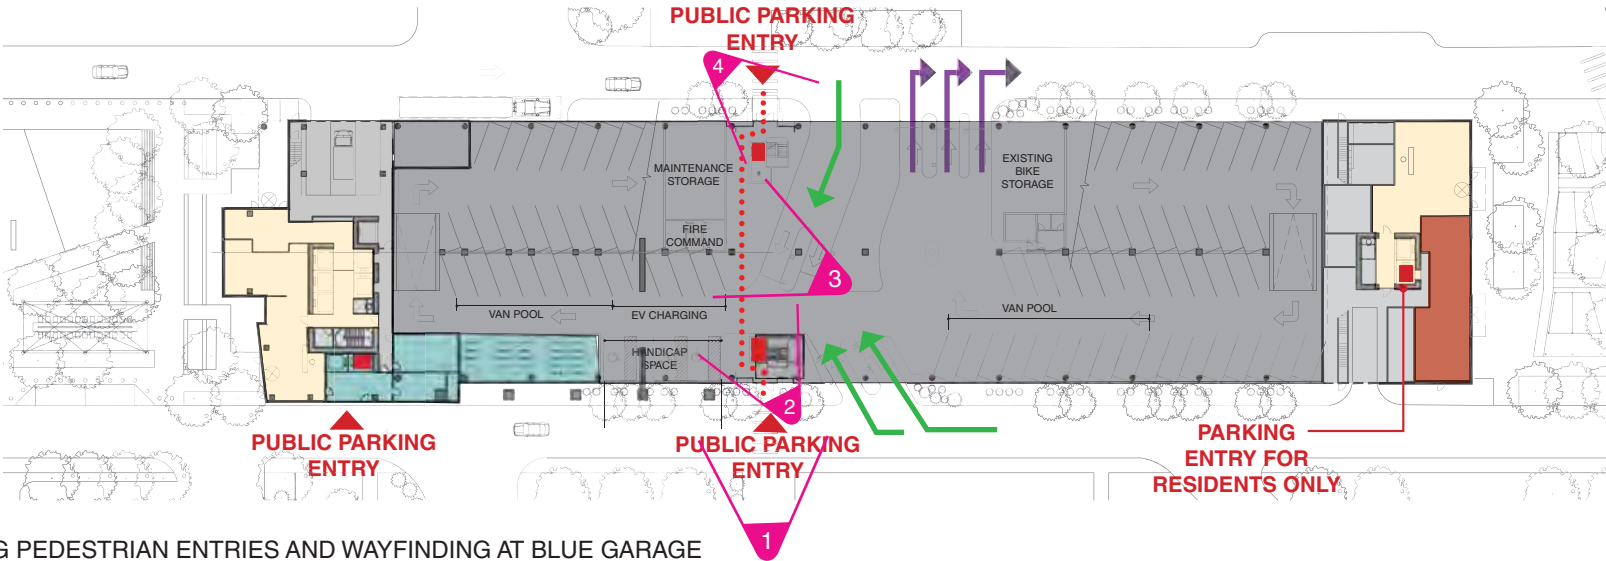 PUBLIC PARKING
ENTRY
4
MAINTENANCE
STORAGE
EXISTING
BIKE
STORAGE
FIRE
COMMAND
3
VAN POOL
EV CHARGING
VAN POOL
HANDICAP
SPACE
2
PUBLIC PARKING
ENTRY
PUBLIC PARKING
ENTRY
PARKING
ENTRY FOR
RESIDENTS ONLY
1
G PEDESTRIAN ENTRIES AND WAYFINDING AT BLUE GARAGE